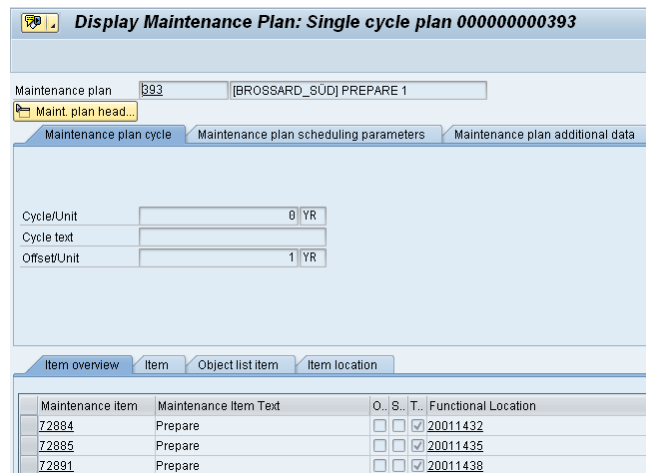 Display Maintenance Plan: Single cycle plan 000000000393
Maintenance plan 393 [BROSSARD_SÜD] PREPARE 1
Maint. plan head...
Maintenance plan cycle Maintenance plan scheduling parameters Maintenance plan additional data
Cycle/Unit 0 YR
Cycle text
Offset/Unit 1 YR
Item overview Item Object list item Item location
Maintenance item Maintenance Item Text O.. S.. T.. Functional Location
72884 Prepare 20011432
72885 Prepare 20011435
72891 Prepare 20011438